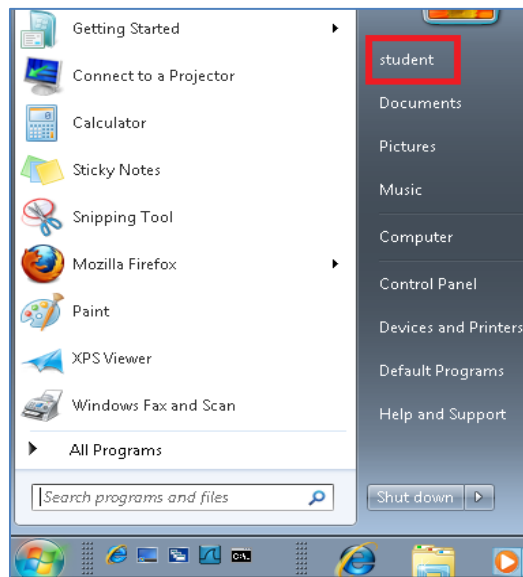 Getting Started
Connect to a Projector
Calculator
Sticky Notes
Snipping Tool
Mozilla Firefox
Paint
XPS Viewer
Windows Fax and Scan
All Programs
Search programs and files
student
Documents
Pictures
Music
Computer
Control Panel
Devices and Printers
Default Programs
Help and Support
Shut down